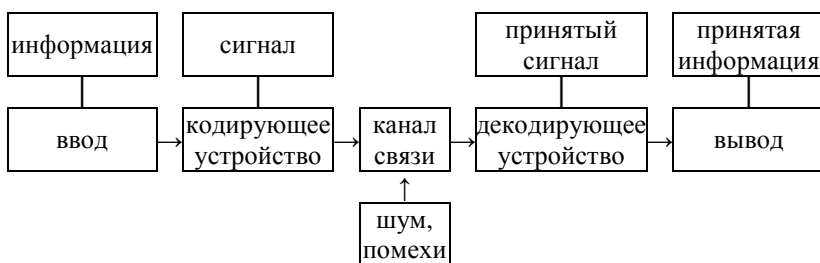 информация
сигнал
принятый
сигнал
принятая
информация
ввод
→
кодирующее
устройство
→
канал
связи
→
декодирующее
устройство
→
вывод
↑
шум,
помехи